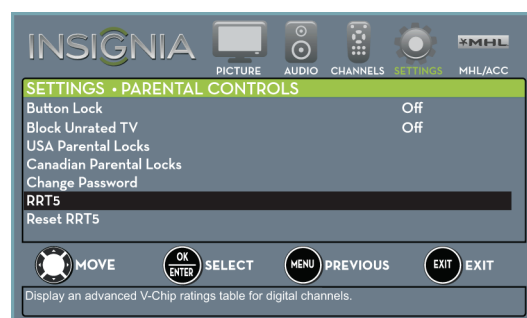 INSIGNIA
PICTURE AUDIO CHANNELS SETTINGS MHL/ACC
MHL
SETTINGS • PARENTAL CONTROLS
Button Lock Off
Block Unrated TV Off
USA Parental Locks
Canadian Parental Locks
Change Password
RRT5
Reset RRT5
MOVE OK ENTER SELECT MENU PREVIOUS EXIT EXIT
Display an advanced V-Chip ratings table for digital channels.